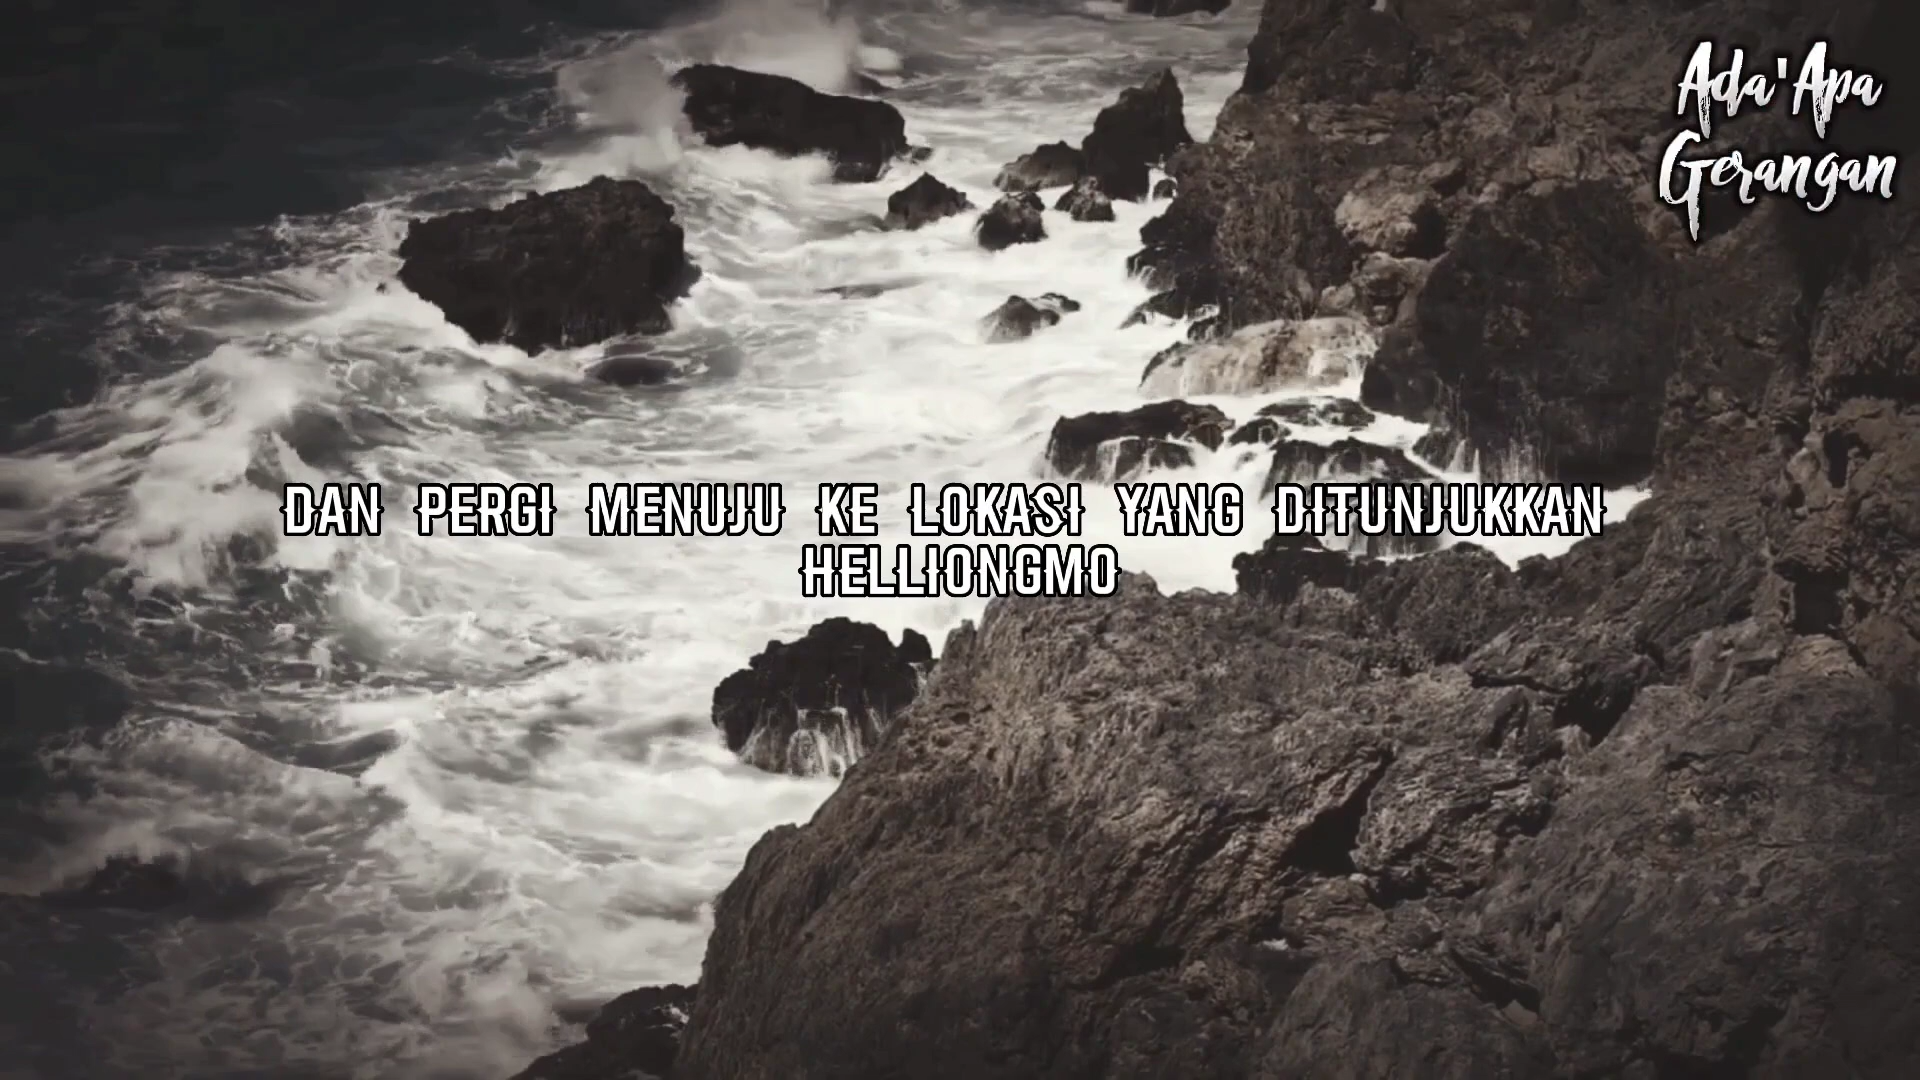 Ada'Apa
Gerangan
DAN PERGI MENUJU KE LOKASI YANG DITUNJUKKAN
HELLIONGMO